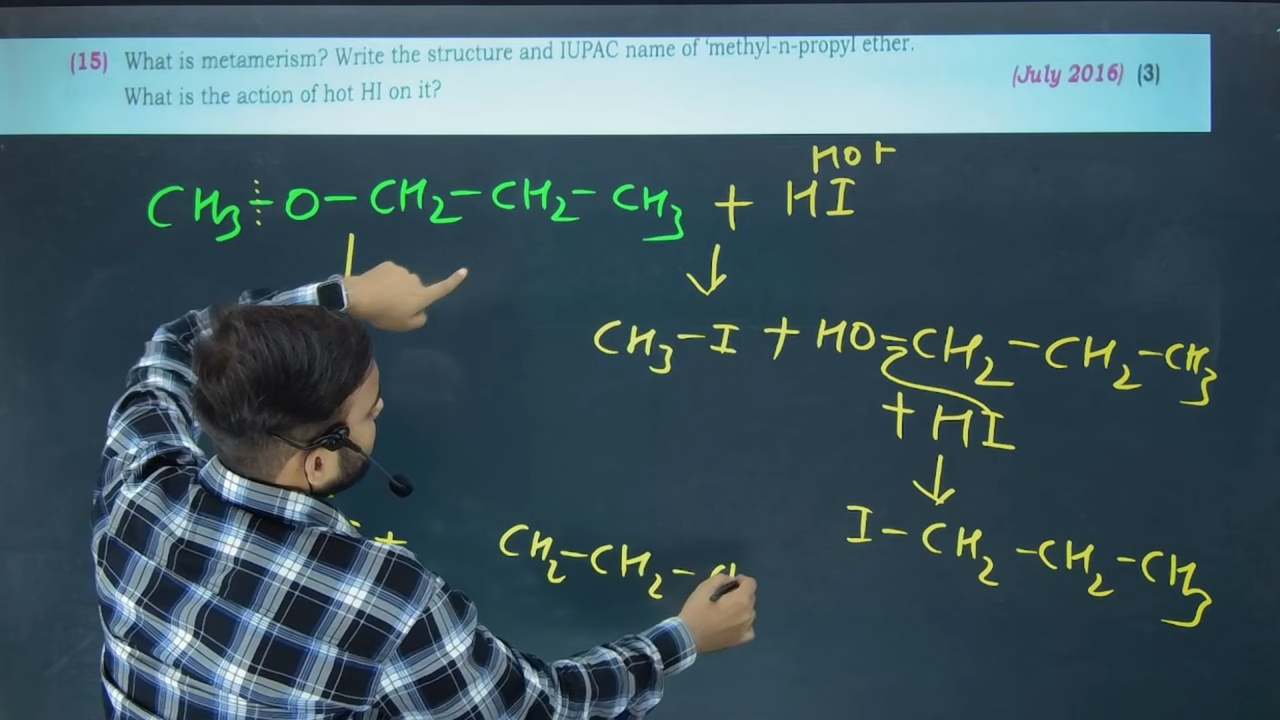 (15) What is metamerism? Write the structure and IUPAC name of 'methyl-n-propyl ether.
What is the action of hot HI on it?
(July 2016) (3)
HOT
CH₃-O-CH₂-CH₂-CH₃ + HI
CH₃-I + HO-CH₂-CH₂-CH₃
+ HI
I-CH₂-CH₂-CH₃
+ CH₂-CH₂-